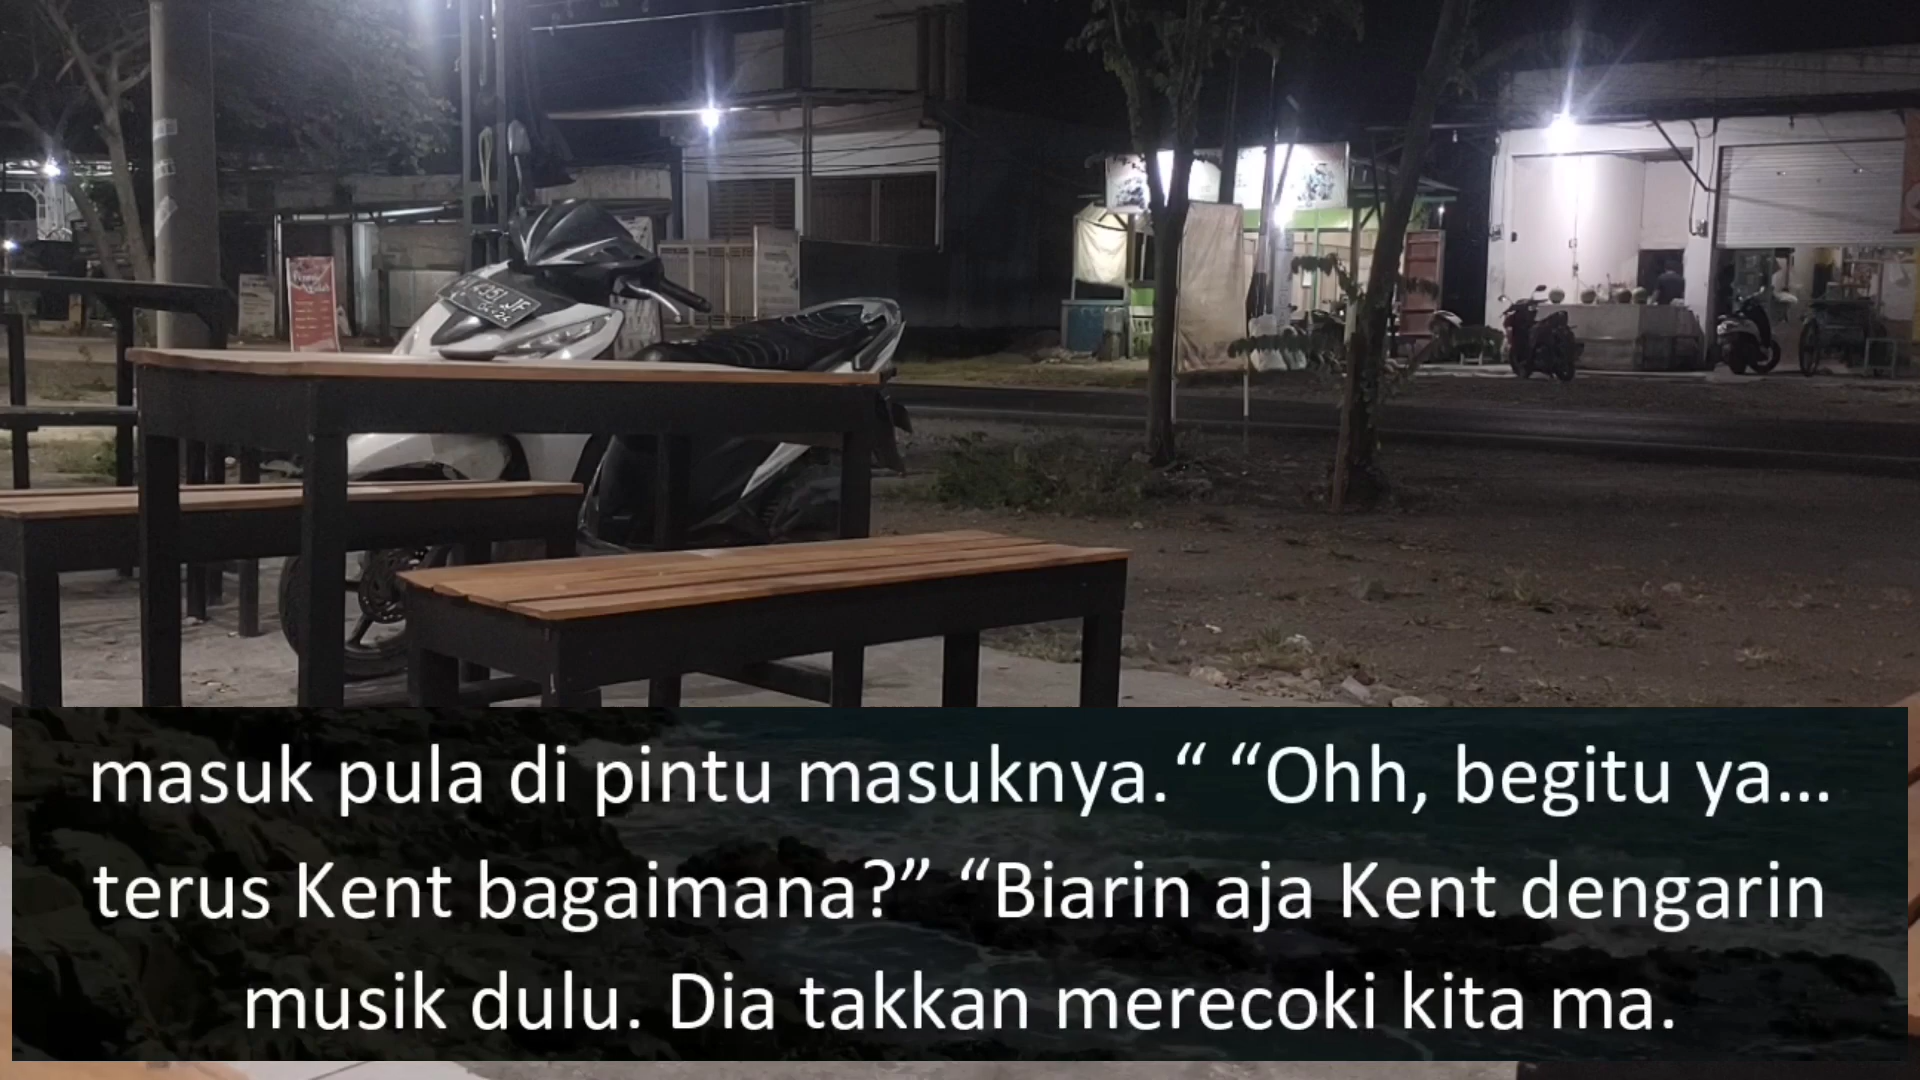 masuk pula di pintu masuknya.“ “Ohh, begitu ya...
terus Kent bagaimana?” “Biarin aja Kent dengarin
musik dulu. Dia takkan merecoki kita ma.